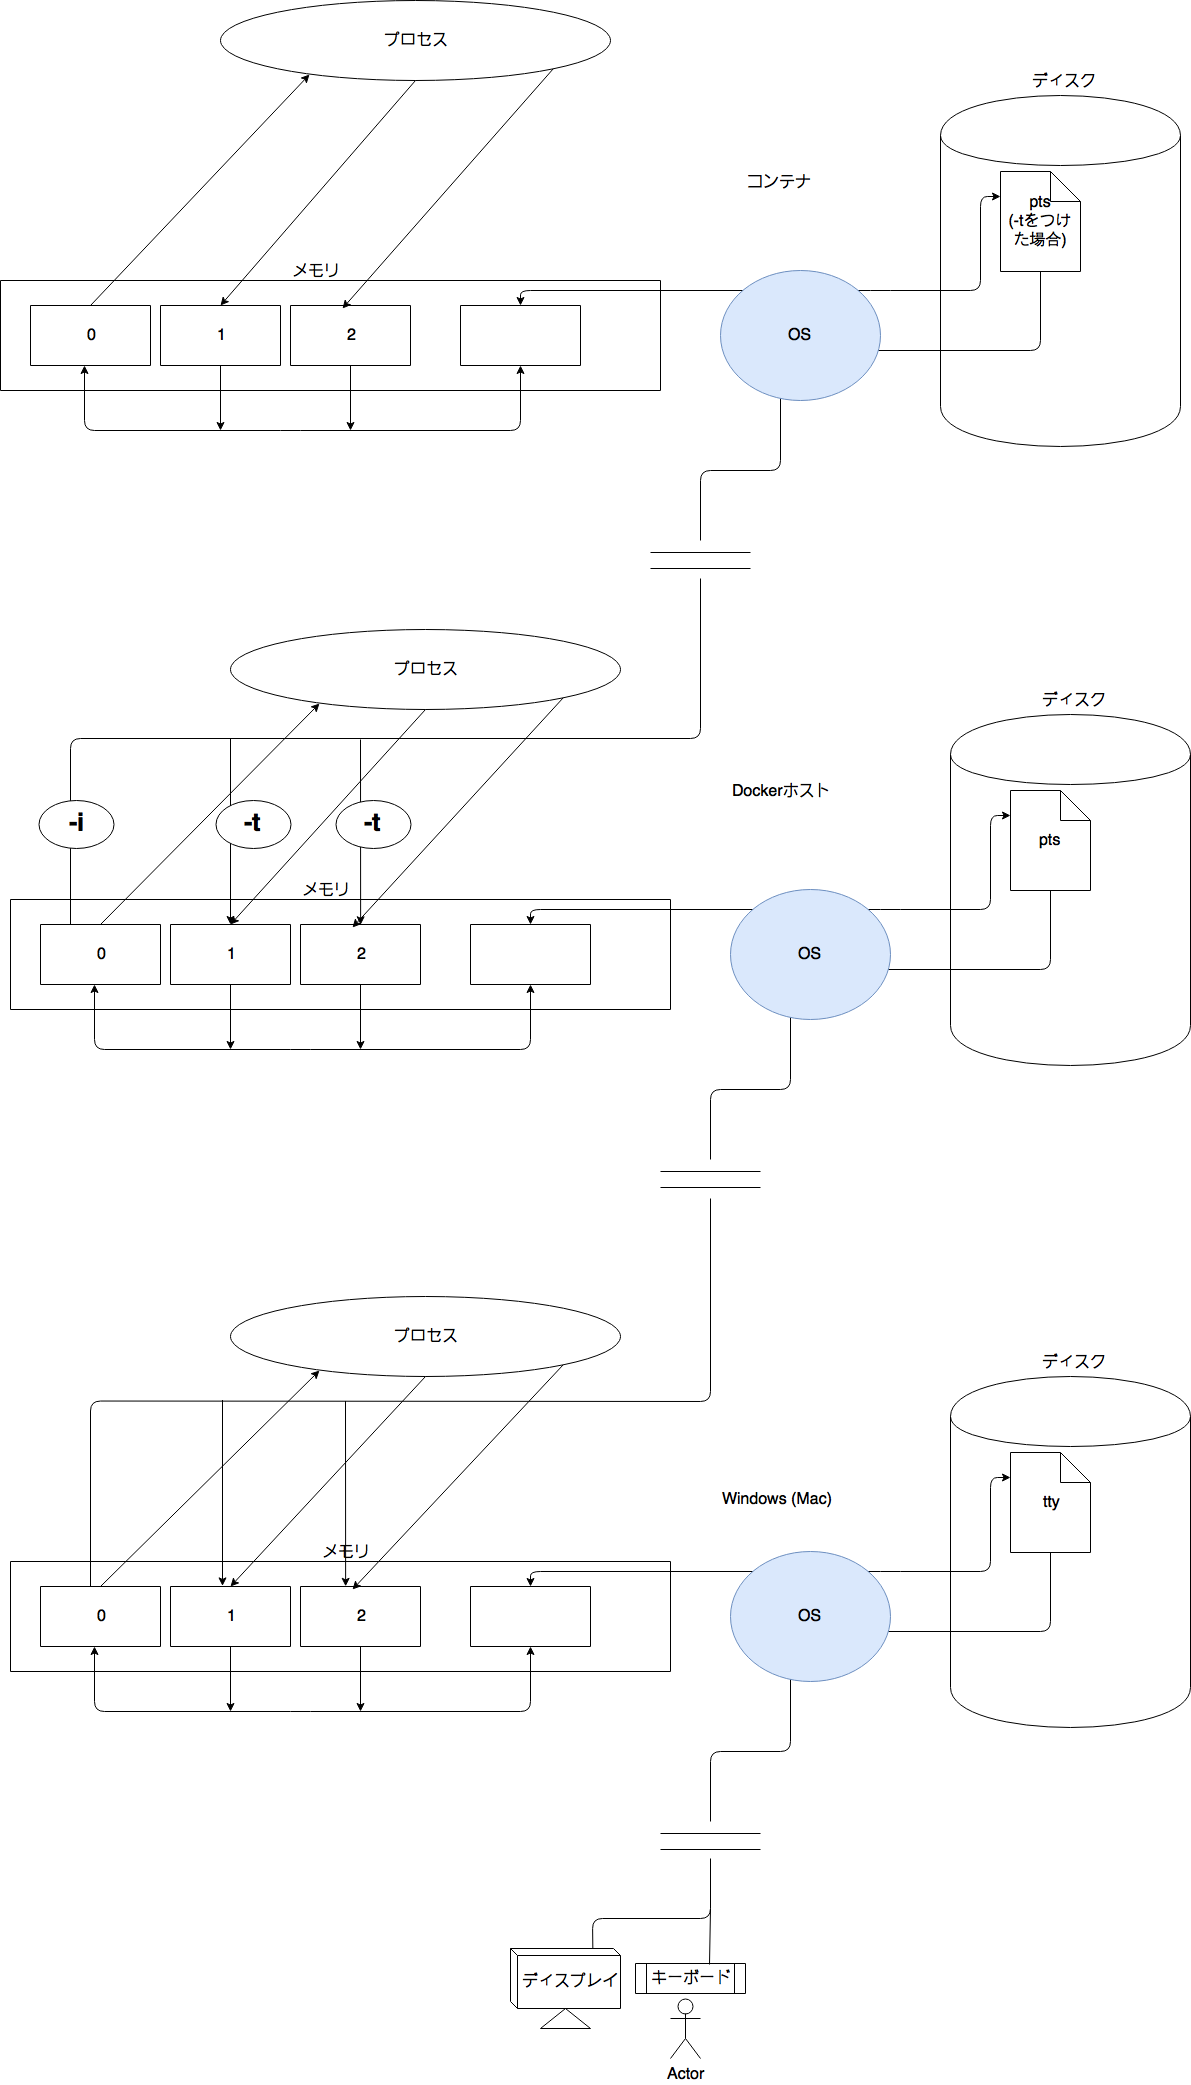 プロセス
ディスク
コンテナ
pts
(-tをつけ
た場合)
メモリ
0
1
2
OS
プロセス
ディスク
Dockerホスト
-i
-t
-t
pts
メモリ
0
1
2
OS
プロセス
ディスク
Windows (Mac)
tty
メモリ
0
1
2
OS
ディスプレイ
キーボード
Actor